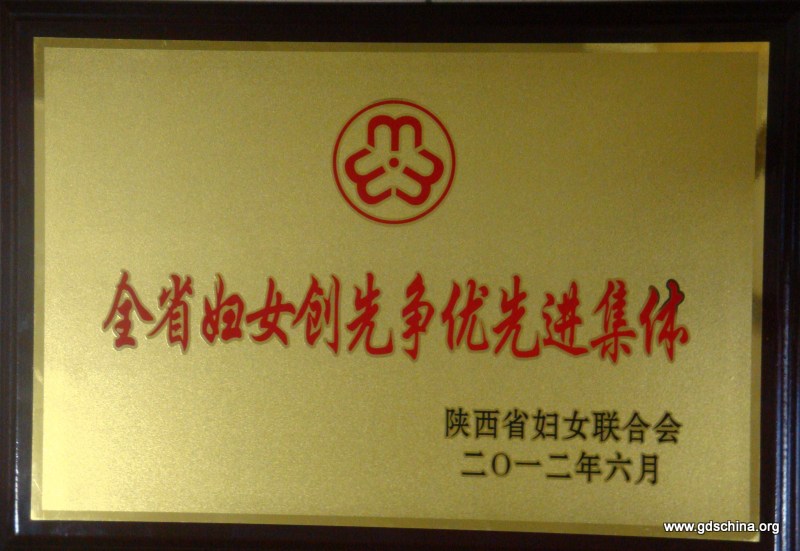 全省妇女创先争优先进集体
陕西省妇女联合会
二〇一二年六月
www.gdschina.org